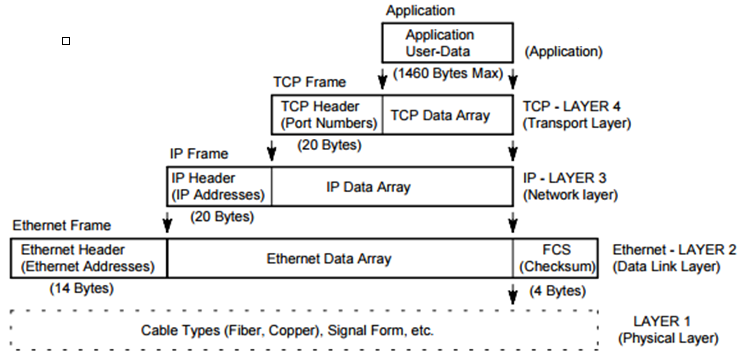 Application
Application
User-Data
(Application)
(1460 Bytes Max)
TCP Frame
TCP Header
(Port Numbers)
TCP Data Array
TCP - LAYER 4
(Transport Layer)
(20 Bytes)
IP Frame
IP Header
(IP Addresses)
IP Data Array
IP - LAYER 3
(Network layer)
(20 Bytes)
Ethernet Frame
Ethernet Header
(Ethernet Addresses)
Ethernet Data Array
FCS
(Checksum)
Ethernet - LAYER 2
(Data Link Layer)
(14 Bytes)
(4 Bytes)
Cable Types (Fiber, Copper), Signal Form, etc.
LAYER 1
(Physical Layer)